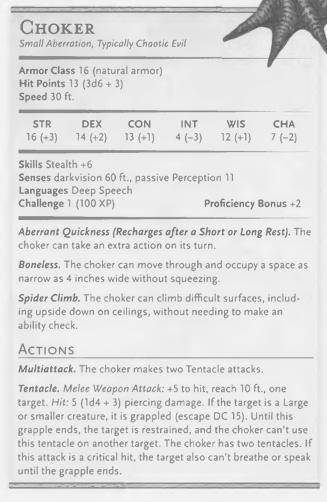 CHOKER
Small Aberration, Typically Chaotic Evil
Armor Class 16 (natural armor)
Hit Points 13 (3d6 + 3)
Speed 30 ft.
STR DEX CON INT WIS CHA
16 (+3) 14 (+2) 13 (+1) 4 (−3) 12 (+1) 7 (−2)
Skills Stealth +6
Senses darkvision 60 ft., passive Perception 11
Languages Deep Speech
Challenge 1 (100 XP) Proficiency Bonus +2
Aberrant Quickness (Recharges after a Short or Long Rest). The
choker can take an extra action on its turn.
Boneless. The choker can move through and occupy a space as
narrow as 4 inches wide without squeezing.
Spider Climb. The choker can climb difficult surfaces, includ-
ing upside down on ceilings, without needing to make an
ability check.
ACTIONS
Multiattack. The choker makes two Tentacle attacks.
Tentacle. Melee Weapon Attack: +5 to hit, reach 10 ft., one
target. Hit: 5 (1d4 + 3) piercing damage. If the target is a Large
or smaller creature, it is grappled (escape DC 15). Until this
grapple ends, the target is restrained, and the choker can't use
this tentacle on another target. The choker has two tentacles. If
this attack is a critical hit, the target also can't breathe or speak
until the grapple ends.